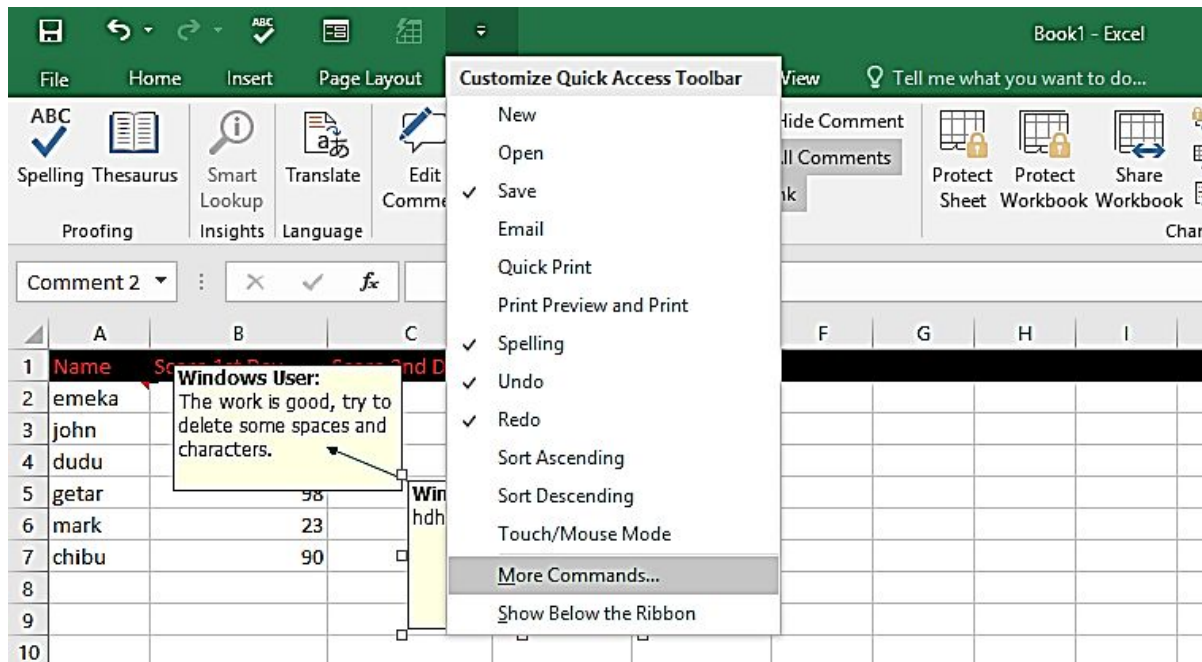 ABC
Book1 - Excel
File Home Insert Page Layout View Tell me what you want to do...
Customize Quick Access Toolbar
New
Open
Save
Email
Quick Print
Print Preview and Print
Spelling
Undo
Redo
Sort Ascending
Sort Descending
Touch/Mouse Mode
More Commands...
Show Below the Ribbon
ABC
Spelling Thesaurus
Proofing
Smart
Lookup
Insights
aあ
Translate
Language
Edit
Comment
All Comments
Protect
Sheet
Protect
Workbook
Share
Workbook
Comment 2 fx
A B C F G H I
1 Name
2 emeka
3 john
4 dudu
5 getar 98
6 mark 23
7 chibu 90
8
9
10
Windows User:
The work is good, try to
delete some spaces and
characters.
hdh